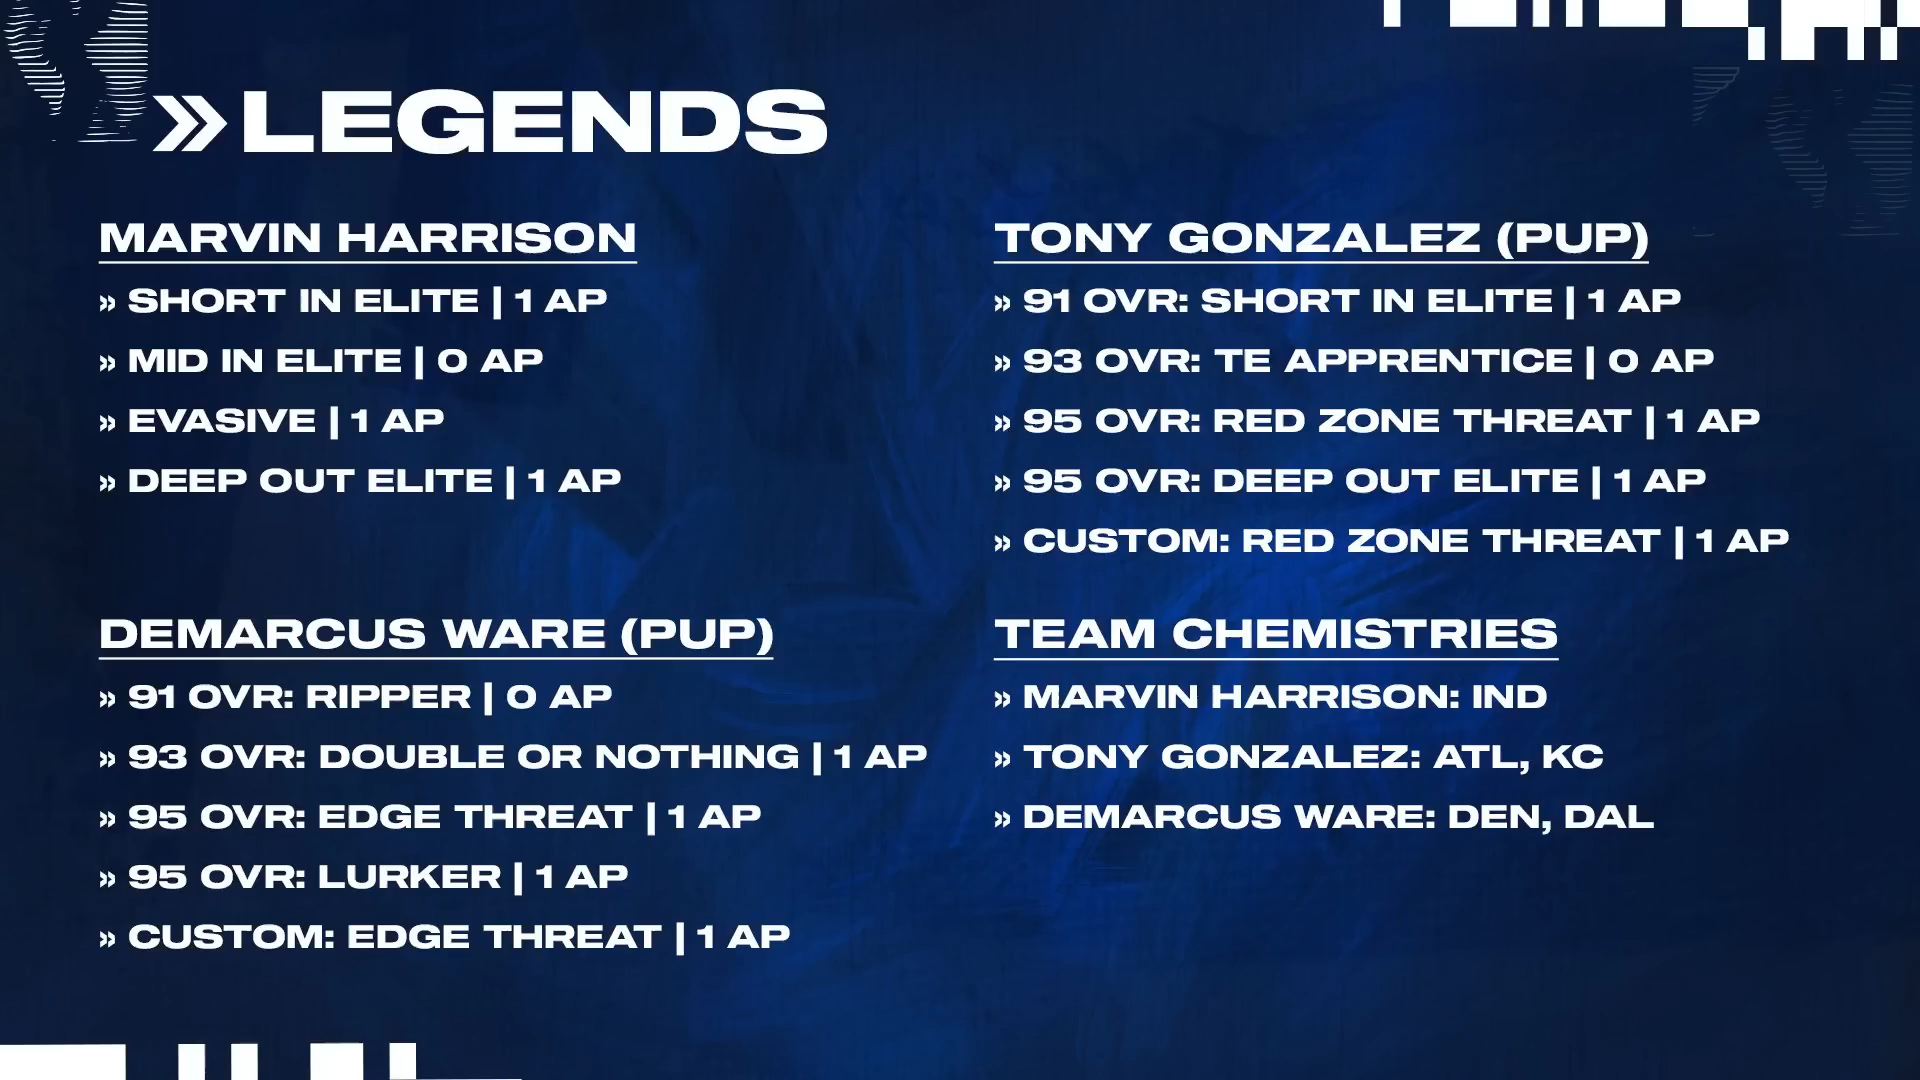 » LEGENDS
MARVIN HARRISON
» SHORT IN ELITE | 1 AP
» MID IN ELITE | 0 AP
» EVASIVE | 1 AP
» DEEP OUT ELITE | 1 AP
TONY GONZALEZ (PUP)
» 91 OVR: SHORT IN ELITE | 1 AP
» 93 OVR: TE APPRENTICE | 0 AP
» 95 OVR: RED ZONE THREAT | 1 AP
» 95 OVR: DEEP OUT ELITE | 1 AP
» CUSTOM: RED ZONE THREAT | 1 AP
DEMARCUS WARE (PUP)
» 91 OVR: RIPPER | 0 AP
» 93 OVR: DOUBLE OR NOTHING | 1 AP
» 95 OVR: EDGE THREAT | 1 AP
» 95 OVR: LURKER | 1 AP
» CUSTOM: EDGE THREAT | 1 AP
TEAM CHEMISTRIES
» MARVIN HARRISON: IND
» TONY GONZALEZ: ATL, KC
» DEMARCUS WARE: DEN, DAL